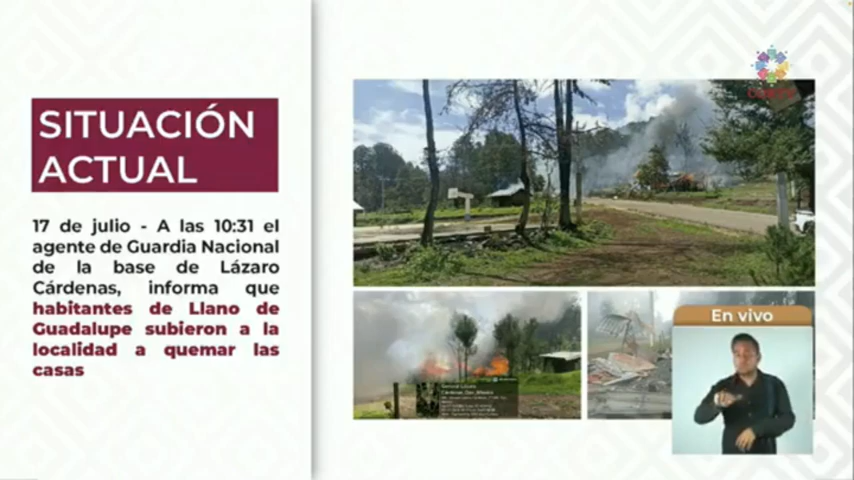 SITUACIÓN
ACTUAL
17 de julio - A las 10:31 el
agente de Guardia Nacional
de la base de Lázaro
Cárdenas, informa que
habitantes de Llano de
Guadalupe subieron a la
localidad a quemar las
casas
En vivo